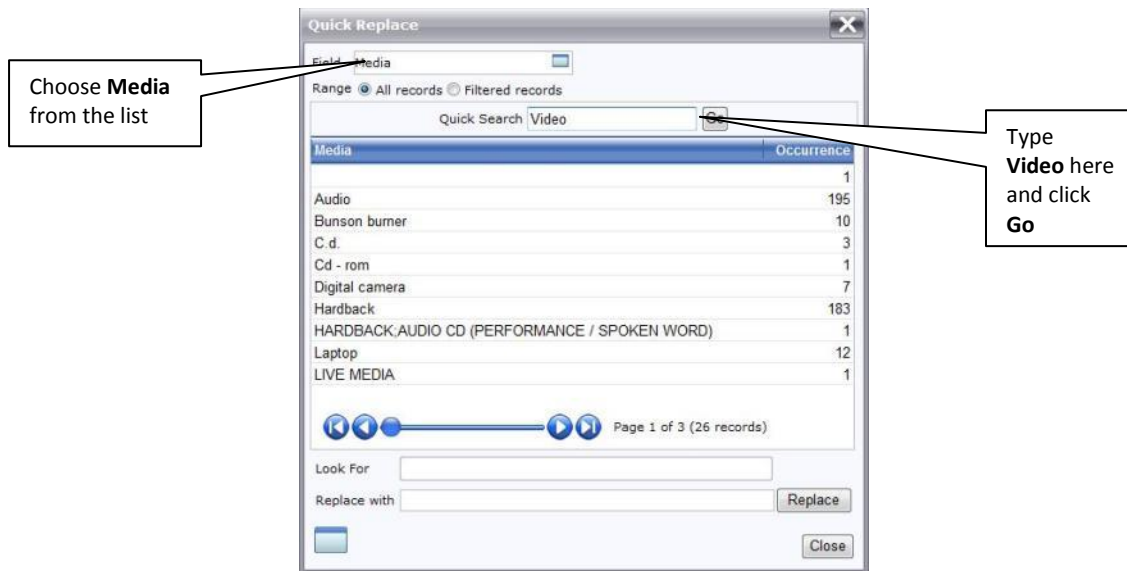 Quick Replace
Choose Media
from the list
Field Media
Range All records Filtered records
Quick Search Video Go
Type
Video here
and click
Go
Media Occurrence
1
Audio 195
Bunson burner 10
C.d. 3
Cd - rom 1
Digital camera 7
Hardback 183
HARDBACK;AUDIO CD (PERFORMANCE / SPOKEN WORD) 1
Laptop 12
LIVE MEDIA 1
Page 1 of 3 (26 records)
Look For
Replace with Replace
Close